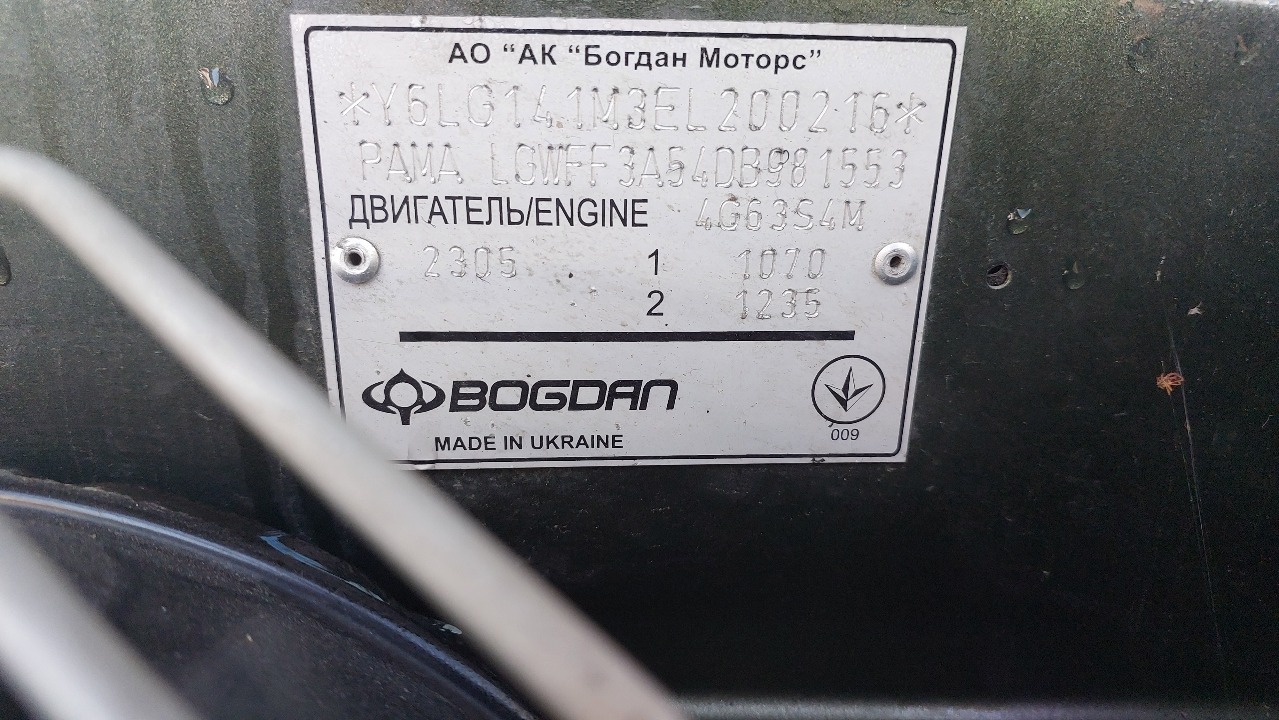 АО “АК “Богдан Моторс”
*Y6LG141M3EL200216*
РАМА LGWFF3A54DB981553
ДВИГАТЕЛЬ/ENGINE 4G63S4M
2305 1 1070
2 1235
BOGDAN
MADE IN UKRAINE
009